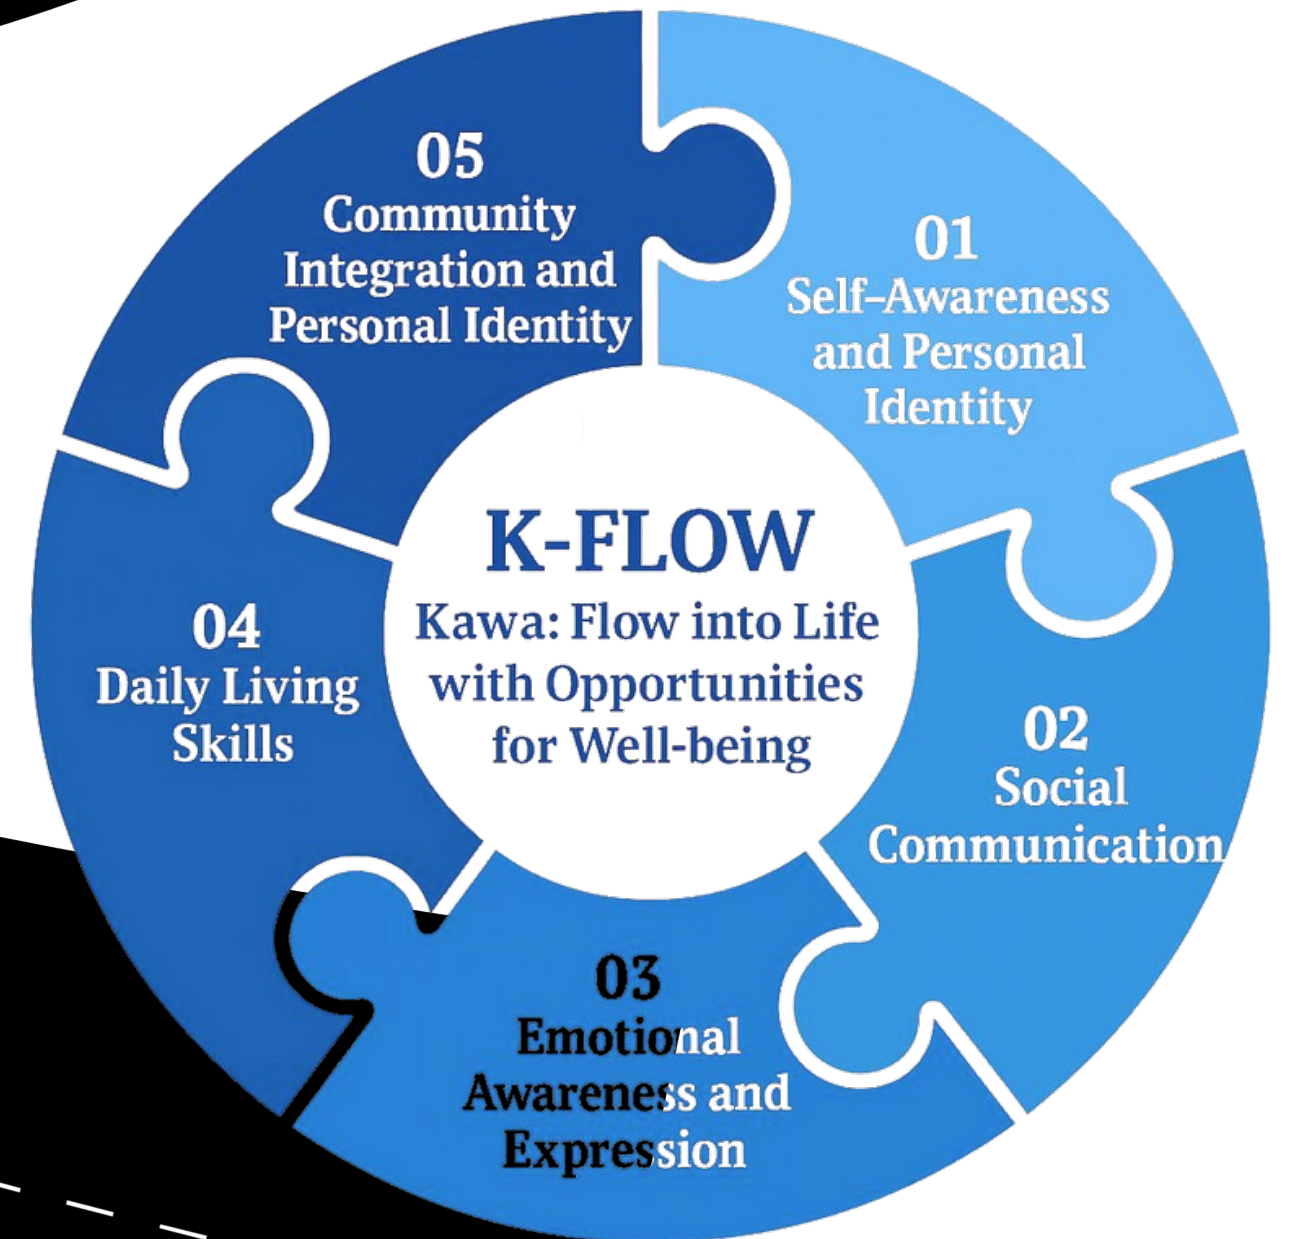 K-FLOW
Kawa: Flow into Life
with Opportunities
for Well-being
01
Self-Awareness
and Personal
Identity
02
Social
Communication
03
Emotional
Awareness and
Expression
04
Daily Living
Skills
05
Community
Integration and
Personal Identity